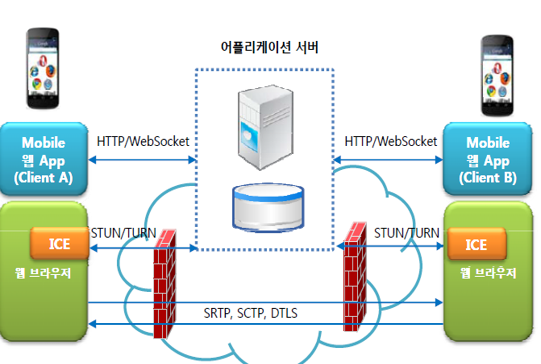 어플리케이션 서버
Mobile
웹 App
(Client A)
HTTP/WebSocket
HTTP/WebSocket
Mobile
웹 App
(Client B)
ICE
STUN/TURN
STUN/TURN
ICE
웹 브라우저
웹 브라우저
SRTP, SCTP, DTLS